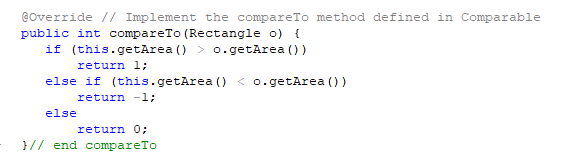 @Override // Implement the compareTo method defined in Comparable
public int compareTo(Rectangle o) {
if (this.getArea() > o.getArea())
return 1;
else if (this.getArea() < o.getArea())
return -1;
else
return 0;
}// end compareTo